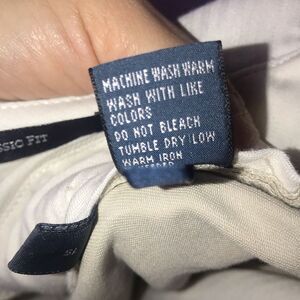 MACHINE WASH WARM
WASH WITH LIKE
COLORS
DO NOT BLEACH
TUMBLE DRY LOW
WARM IRON
SSIC FIT